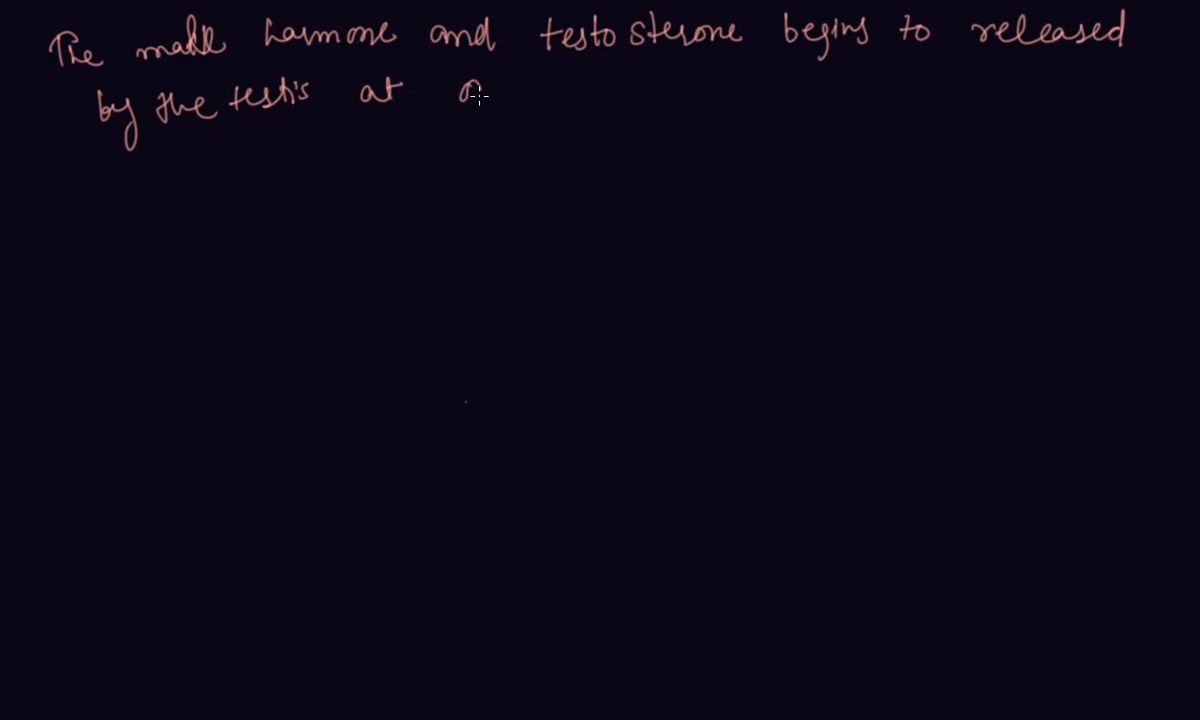 The male harmone and testosterone begins to released
by the testis at